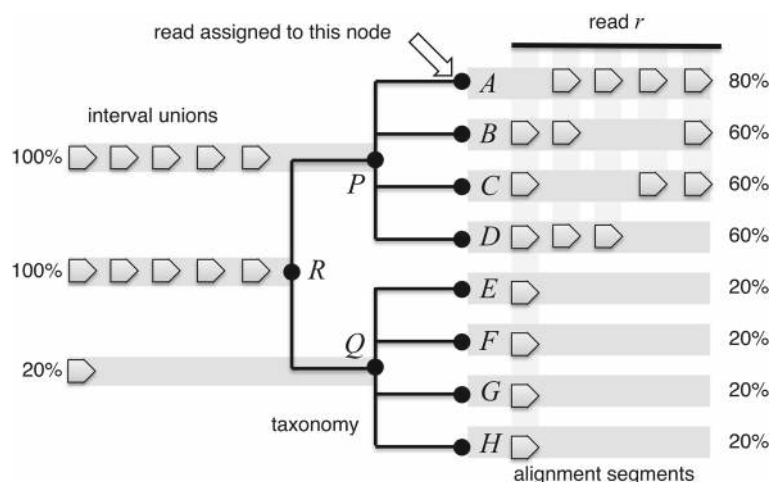 read r
read assigned to this node
A 80%
interval unions
B 60%
100%
P
C 60%
D 60%
100%
R
E 20%
Q
F 20%
20%
G 20%
taxonomy
H 20%
alignment segments